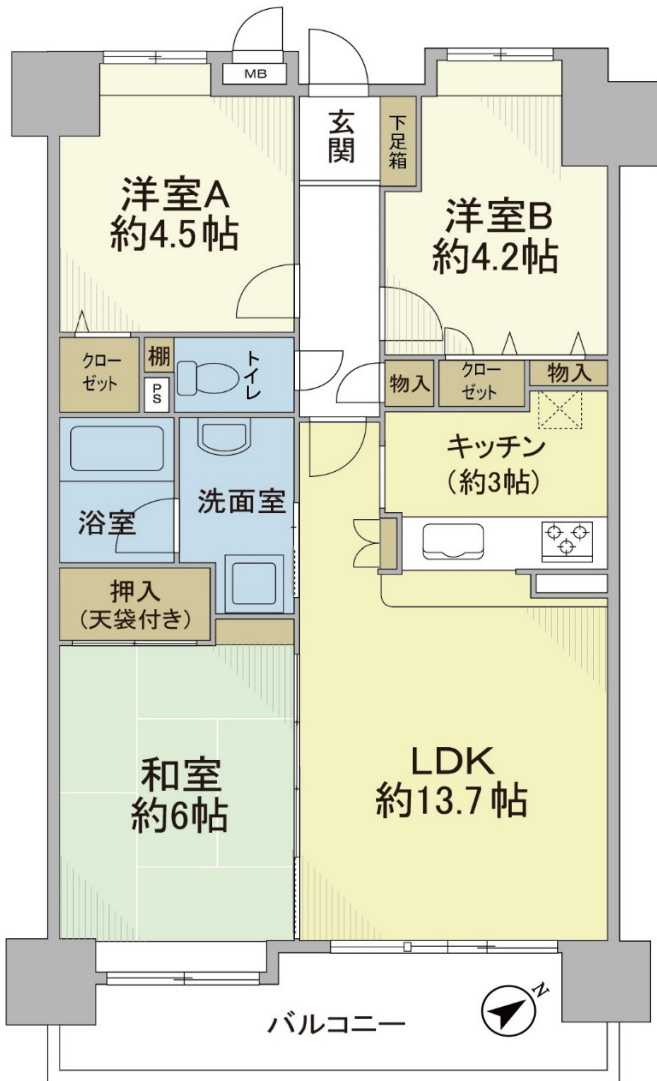 MB
玄関
下足箱
洋室A
約4.5帖
洋室B
約4.2帖
クロー
ゼット
棚
PS
トイレ
物入
クロー
ゼット
物入
キッチン
(約3帖)
浴室
洗面室
押入
(天袋付き)
和室
約6帖
LDK
約13.7帖
バルコニー
N